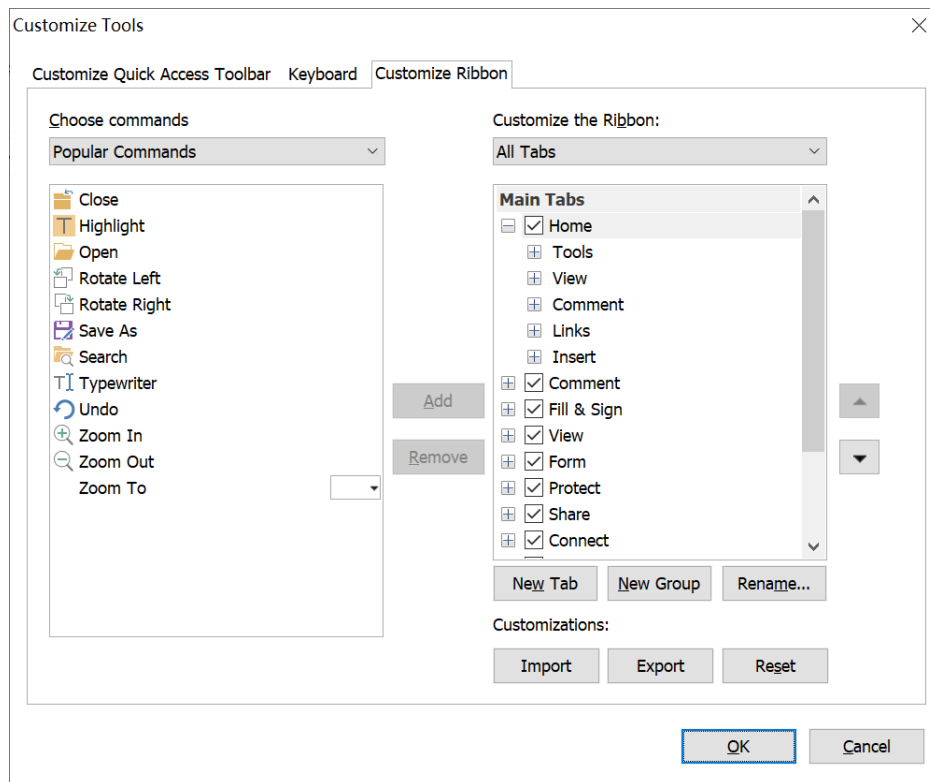 Customize Tools
Customize Quick Access Toolbar Keyboard Customize Ribbon
Choose commands
Popular Commands
Close
Highlight
Open
Rotate Left
Rotate Right
Save As
Search
Typewriter
Undo
Zoom In
Zoom Out
Zoom To
Add
Remove
Customize the Ribbon:
All Tabs
Main Tabs
Home
Tools
View
Comment
Links
Insert
Comment
Fill & Sign
View
Form
Protect
Share
Connect
New Tab New Group Rename...
Customizations:
Import Export Reset
OK Cancel